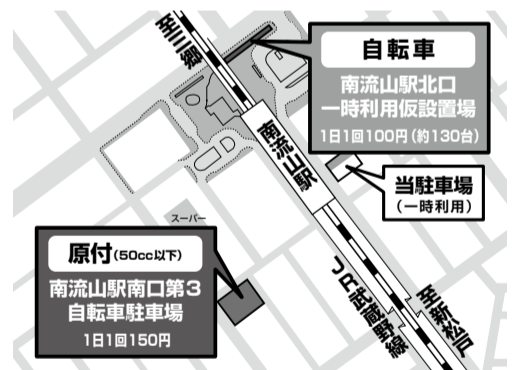 至三郷
自転車
南流山駅北口
一時利用仮設置場
1日1回100円(約130台)
南流山駅
当駐車場
(一時利用)
スーパー
原付(50cc以下)
南流山駅南口第3
自転車駐車場
1日1回150円
JR武蔵野線
至新松戸